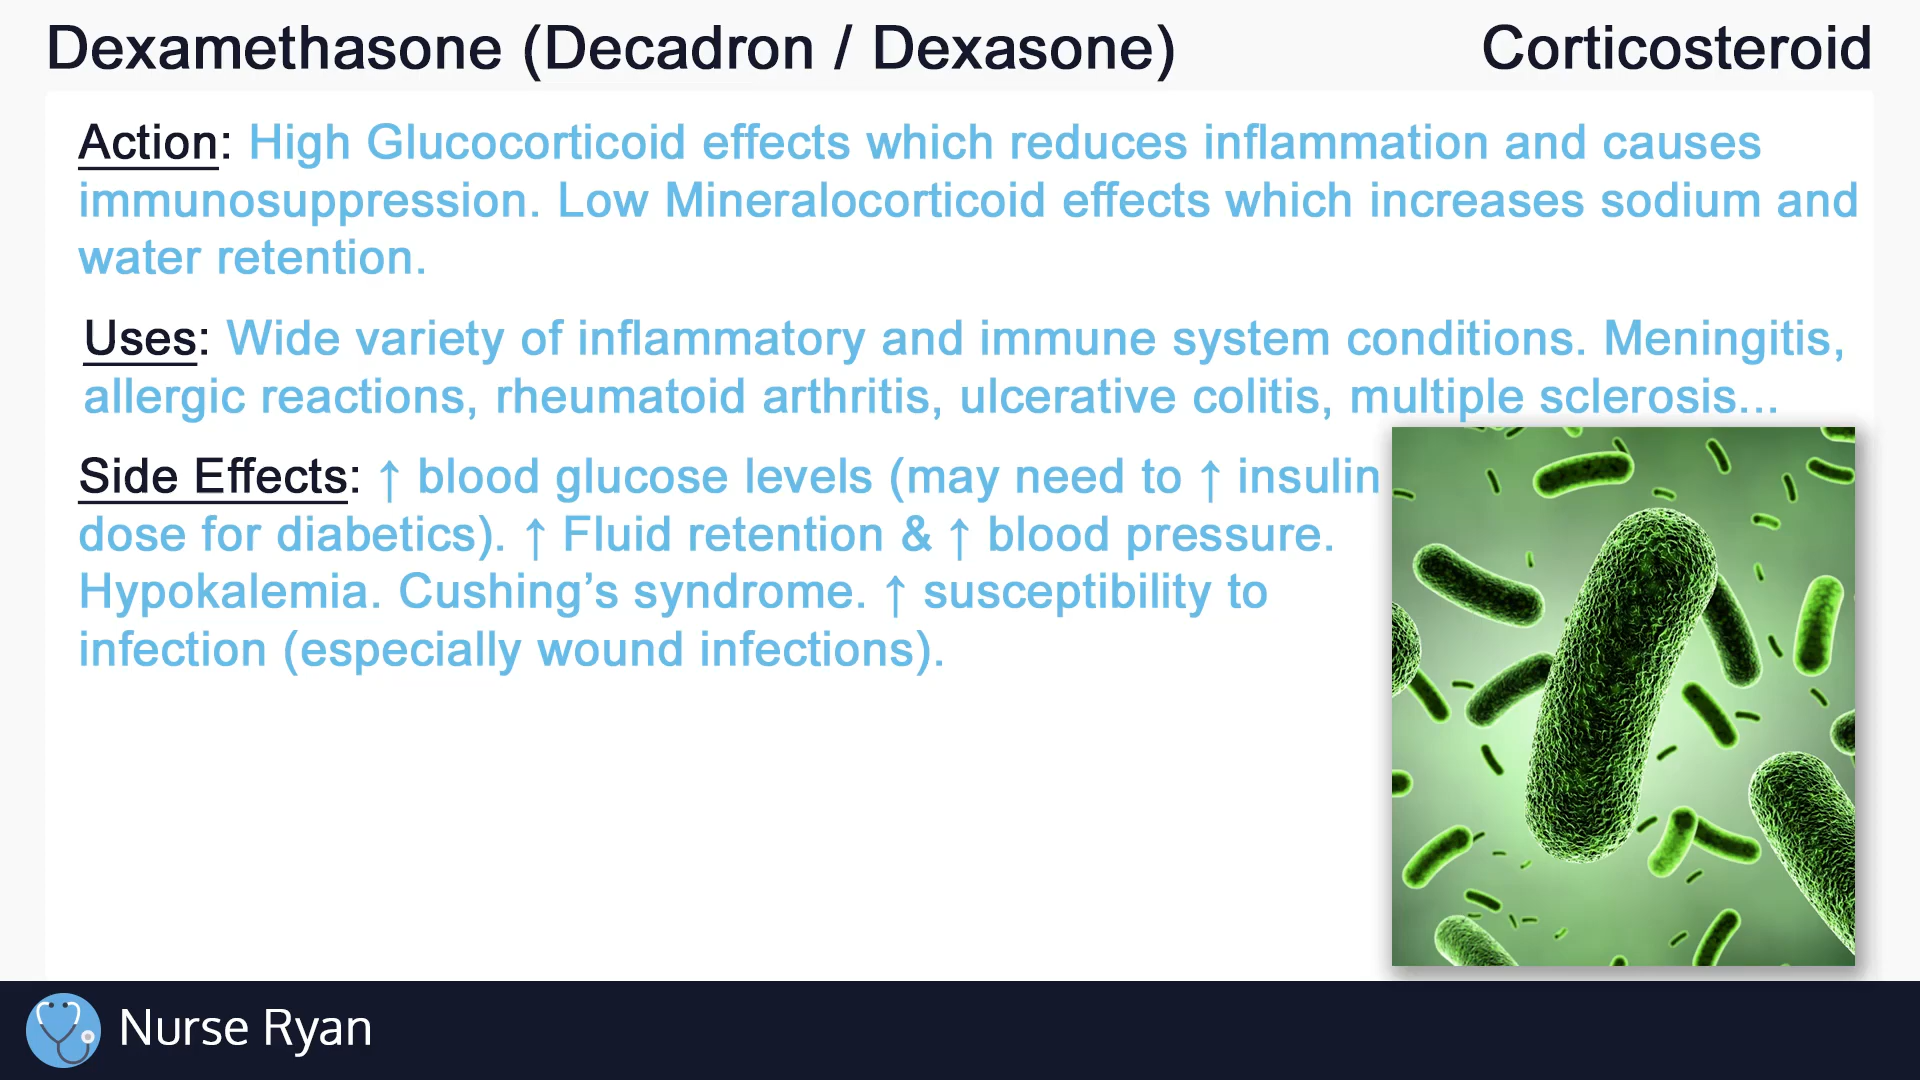 Dexamethasone (Decadron / Dexasone)
Corticosteroid
Action: High Glucocorticoid effects which reduces inflammation and causes
immunosuppression. Low Mineralocorticoid effects which increases sodium and
water retention.
Uses: Wide variety of inflammatory and immune system conditions. Meningitis,
allergic reactions, rheumatoid arthritis, ulcerative colitis, multiple sclerosis...
Side Effects: ↑ blood glucose levels (may need to ↑ insulin
dose for diabetics). ↑ Fluid retention & ↑ blood pressure.
Hypokalemia. Cushing’s syndrome. ↑ susceptibility to
infection (especially wound infections).
Nurse Ryan